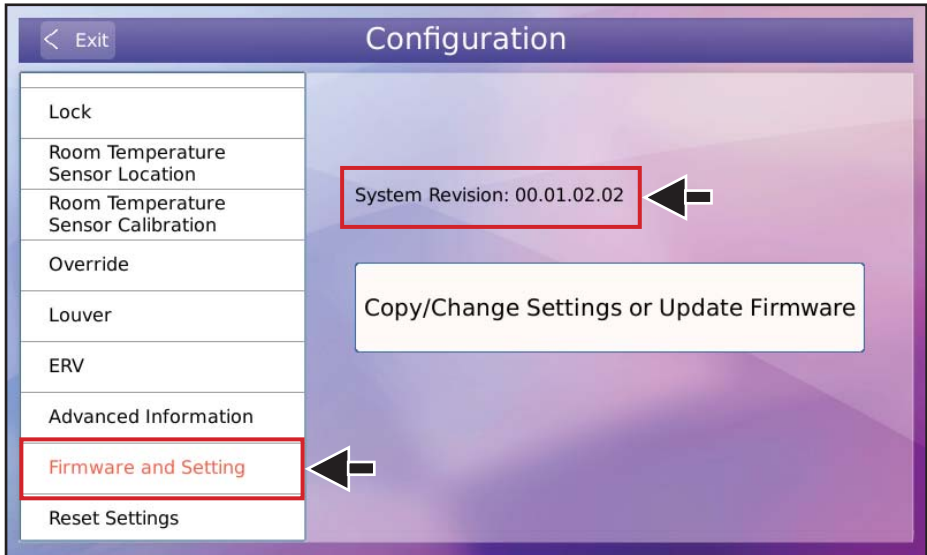 Exit
Configuration
Lock
Room Temperature
Sensor Location
Room Temperature
Sensor Calibration
Override
Louver
ERV
Advanced Information
Firmware and Setting
Reset Settings
System Revision: 00.01.02.02
Copy/Change Settings or Update Firmware